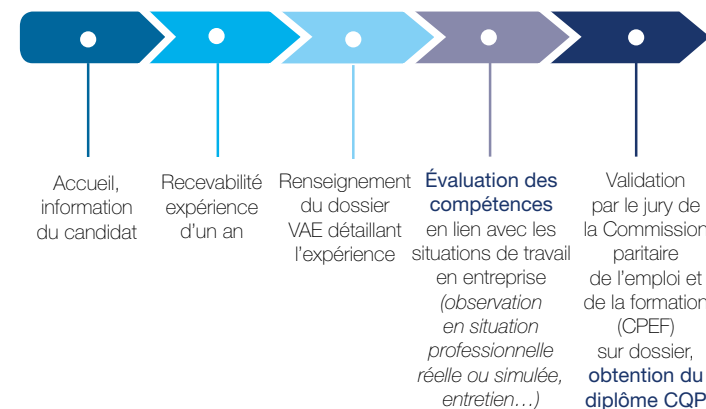 Accueil,
information
du candidat
Recevabilité
expérience
d'un an
Renseignement
du dossier
VAE détaillant
l'expérience
Évaluation des
compétences
en lien avec les
situations de travail
en entreprise
(observation
en situation
professionnelle
réelle ou simulée,
entretien…)
Validation
par le jury de
la Commission
paritaire
de l'emploi et
de la formation
(CPEF)
sur dossier,
obtention du
diplôme CQP